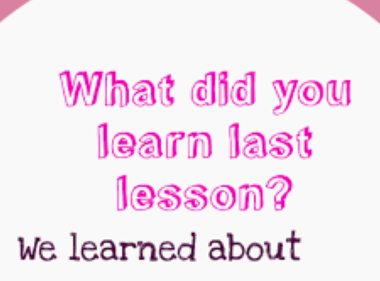 What did you
learn last
lesson?
We learned about